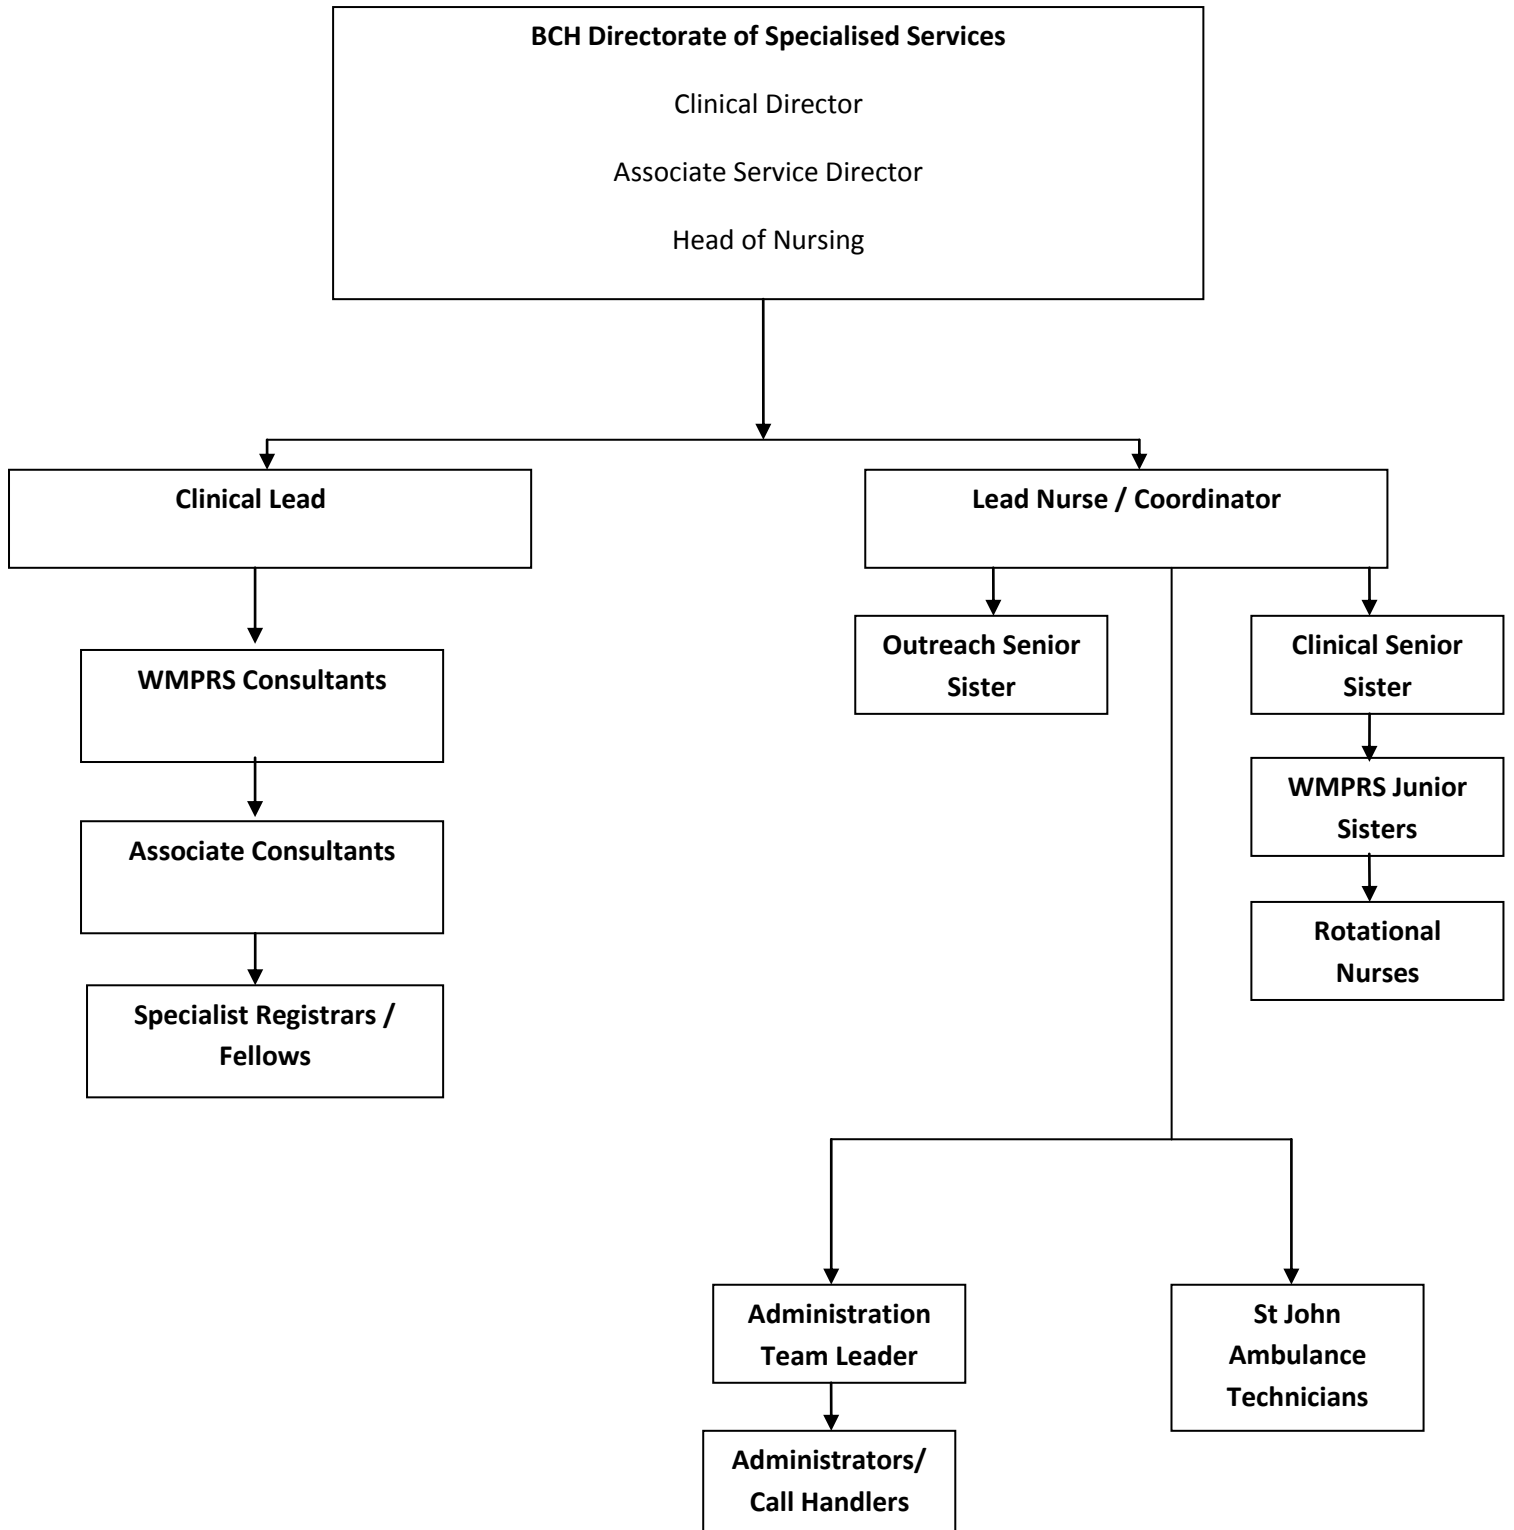 BCH Directorate of Specialised Services
Clinical Director
Associate Service Director
Head of Nursing
Clinical Lead
Lead Nurse / Coordinator
WMPRS Consultants
Associate Consultants
Specialist Registrars /
Fellows
Outreach Senior
Sister
Clinical Senior
Sister
WMPRS Junior
Sisters
Rotational
Nurses
Administration
Team Leader
Administrators/
Call Handlers
St John
Ambulance
Technicians